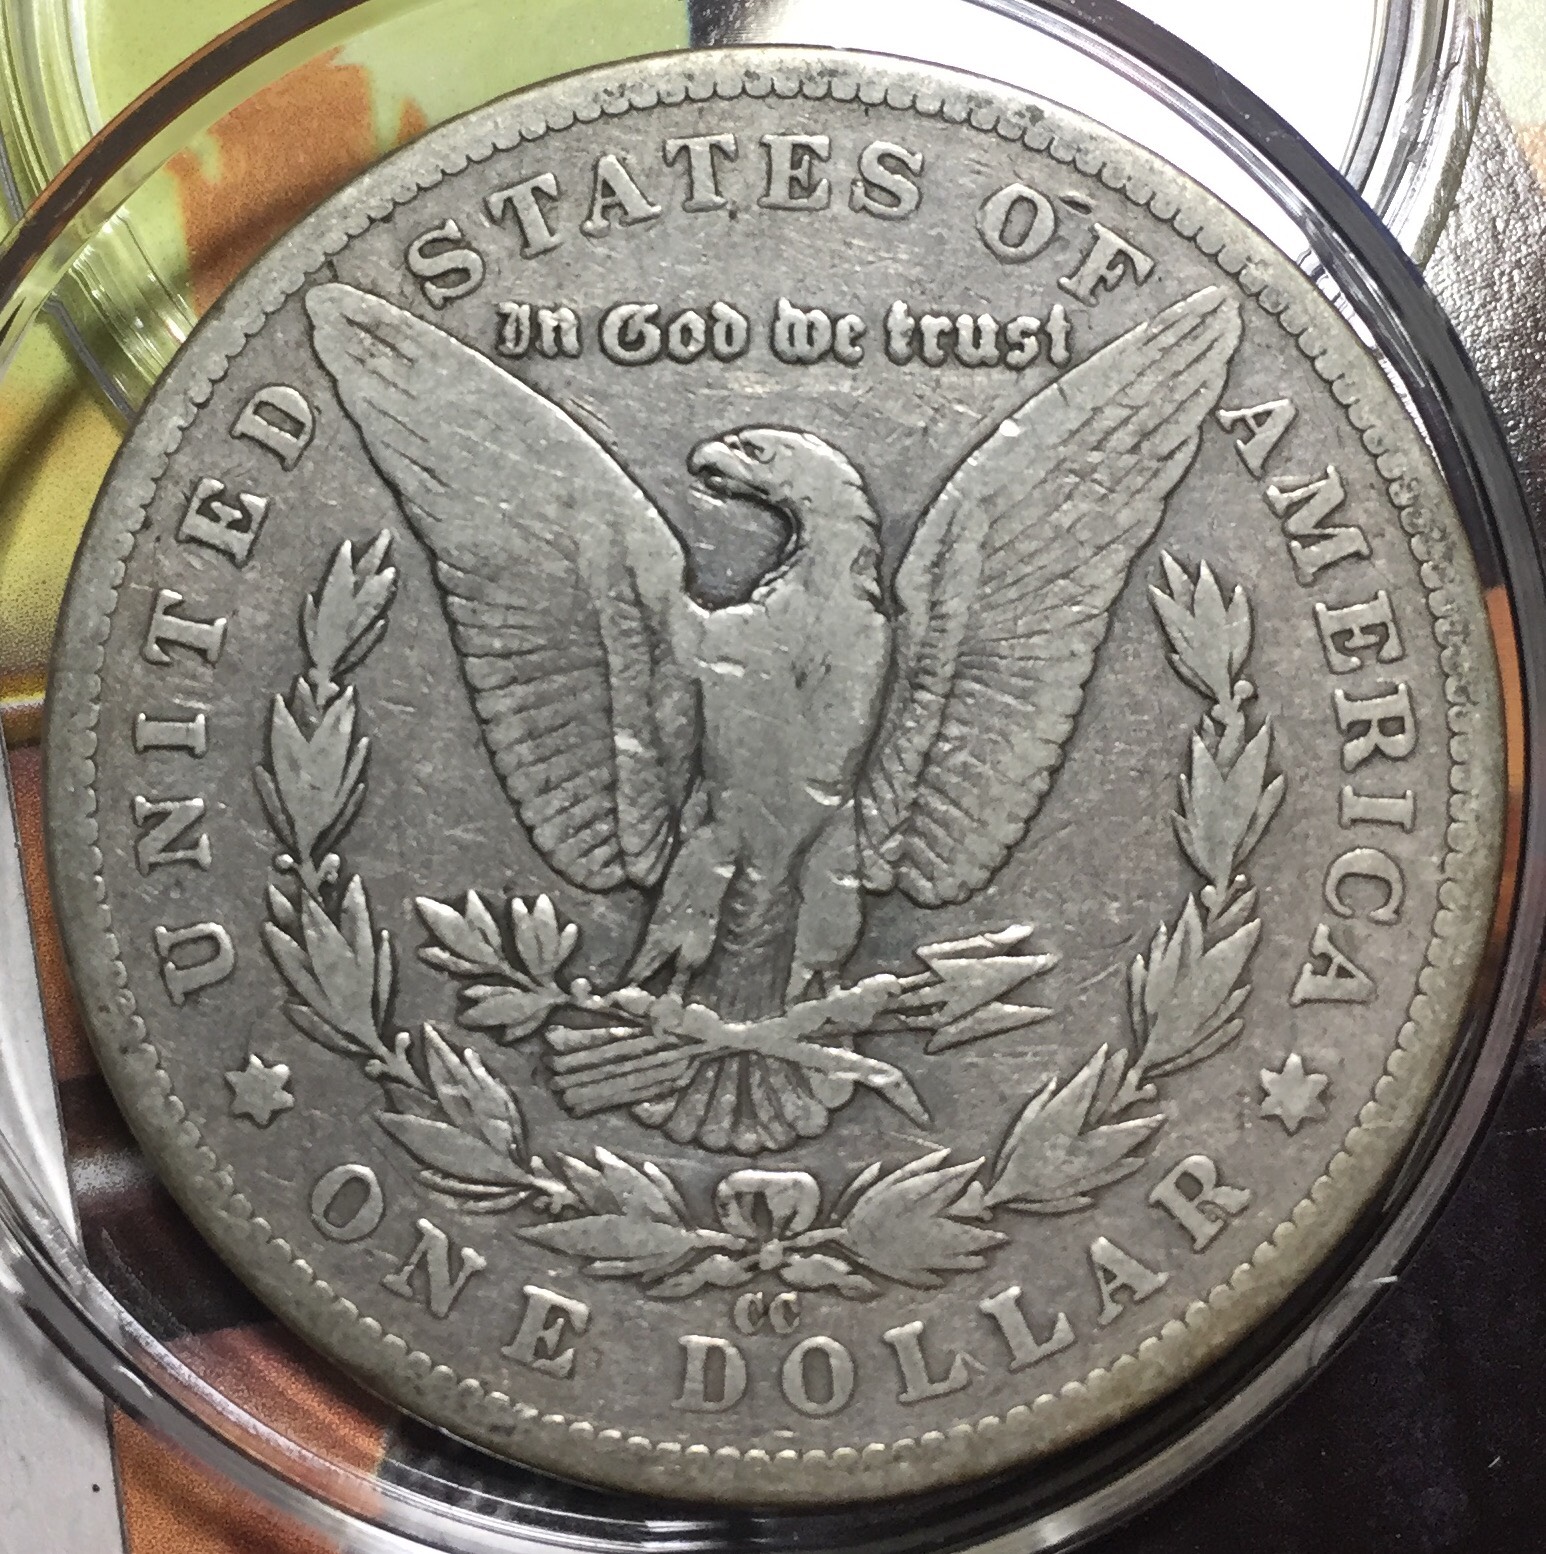 UNITED STATES OF AMERICA
In God we trust
CC
ONE DOLLAR